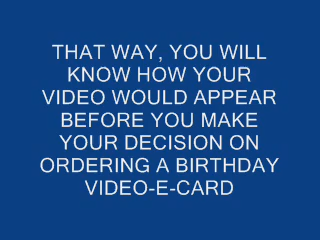 THAT WAY, YOU WILL
KNOW HOW YOUR
VIDEO WOULD APPEAR
BEFORE YOU MAKE
YOUR DECISION ON
ORDERING A BIRTHDAY
VIDEO-E-CARD